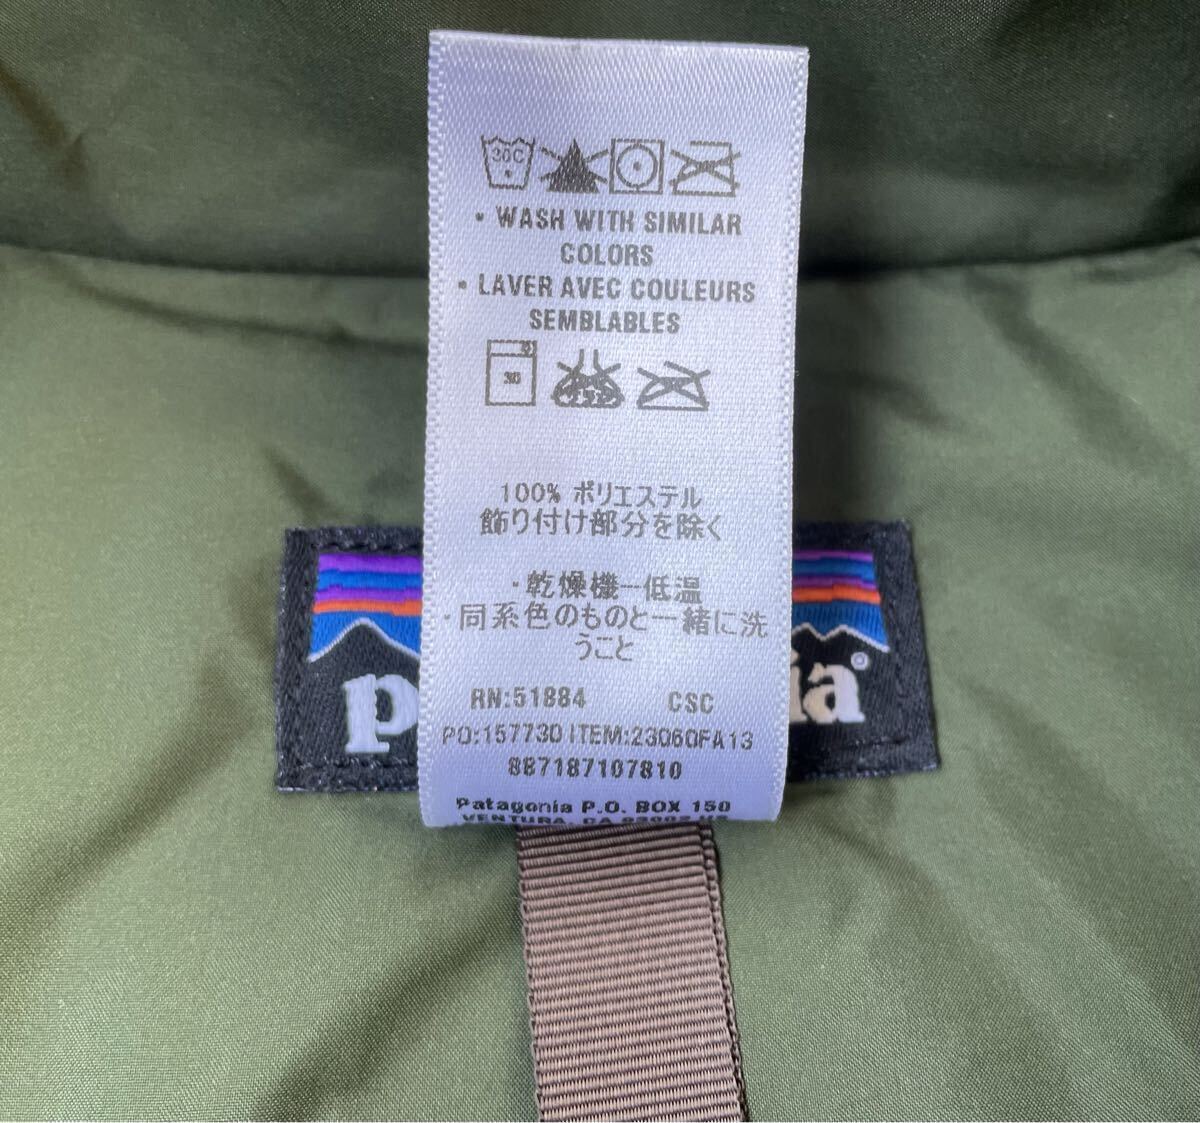 30C
• WASH WITH SIMILAR
COLORS
• LAVER AVEC COULEURS
SEMBLABLES
30
100% ポリエステル
飾り付け部分を除く
・乾燥機ー低温
・同系色のものと一緒に洗
うこと
RN:51884 CSC
PO:157730 ITEM:23060FA13
887187107810
Patagonia P.O. BOX 150
VENTURA, CA
p ia®